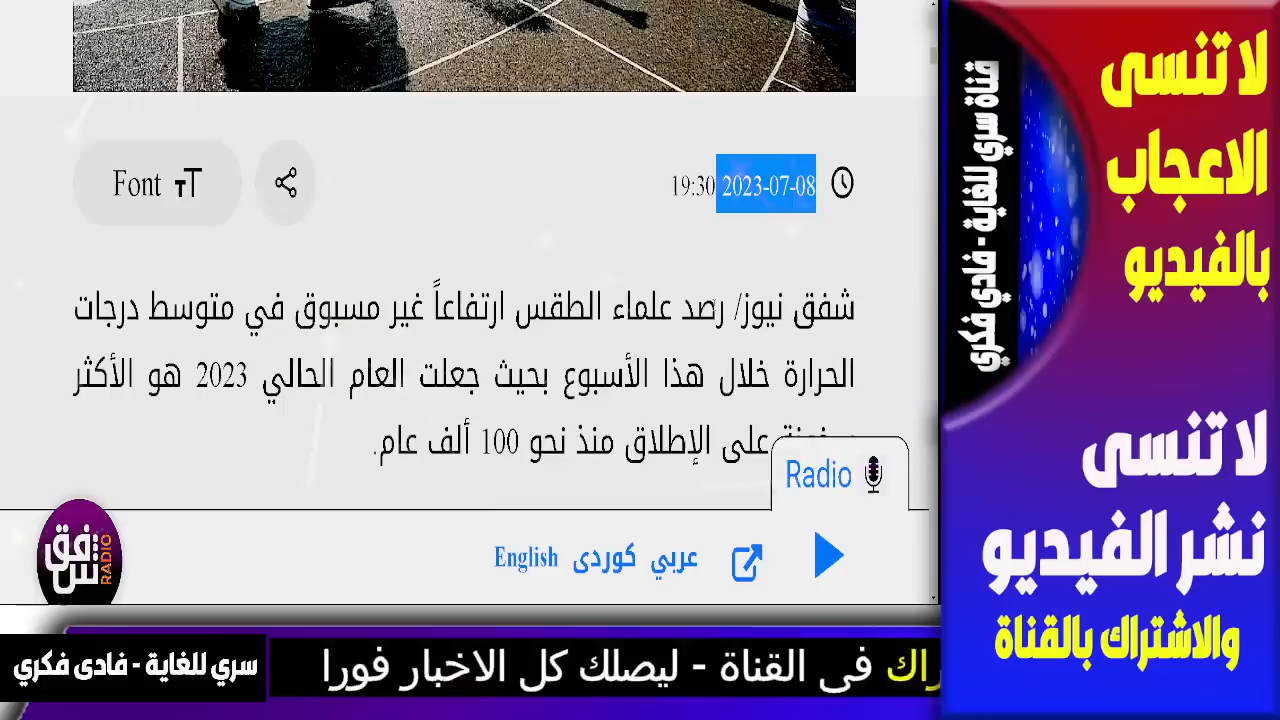 Font
2023-07-08 19:30
شفق نيوز/ رصد علماء الطقس ارتفاعاً غير مسبوق في متوسط درجات
الحرارة خلال هذا الأسبوع بحيث جعلت العام الحالي 2023 هو الأكثر
على الإطلاق منذ نحو 100 ألف عام.
Radio
عربي كوردى English
شفق
RADIO
لا تنسى
الاعجاب
بالفيديو
قناة سري للغاية - فادي فكري
لا تنسى
نشر الفيديو
والاشتراك بالقناة
راك فى القناة - ليصلك كل الاخبار فورا
سري للغاية - فادى فكري